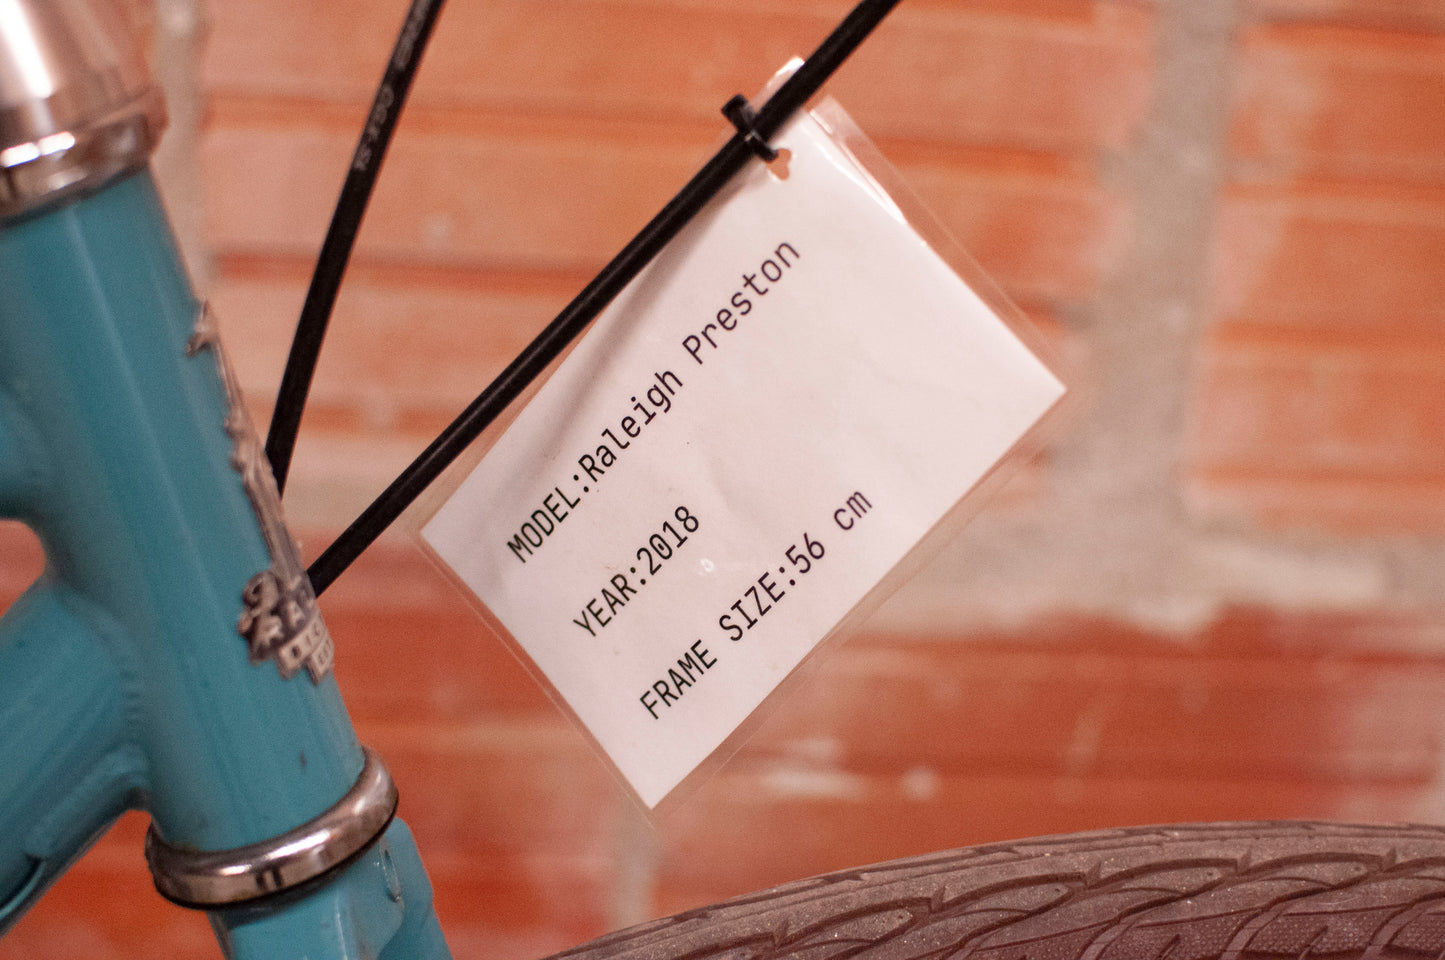 MODEL:Raleigh Preston
YEAR:2018
FRAME SIZE:56 cm